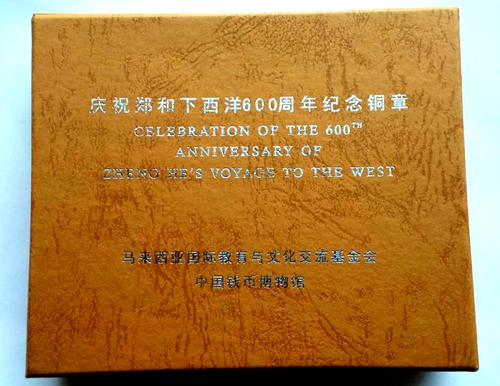 庆祝郑和下西洋600周年纪念铜章
CELEBRATION OF THE 600TH
ANNIVERSARY OF
ZHENG HE'S VOYAGE TO THE WEST
马来西亚国际教育与文化交流基金会
中国钱币博物馆